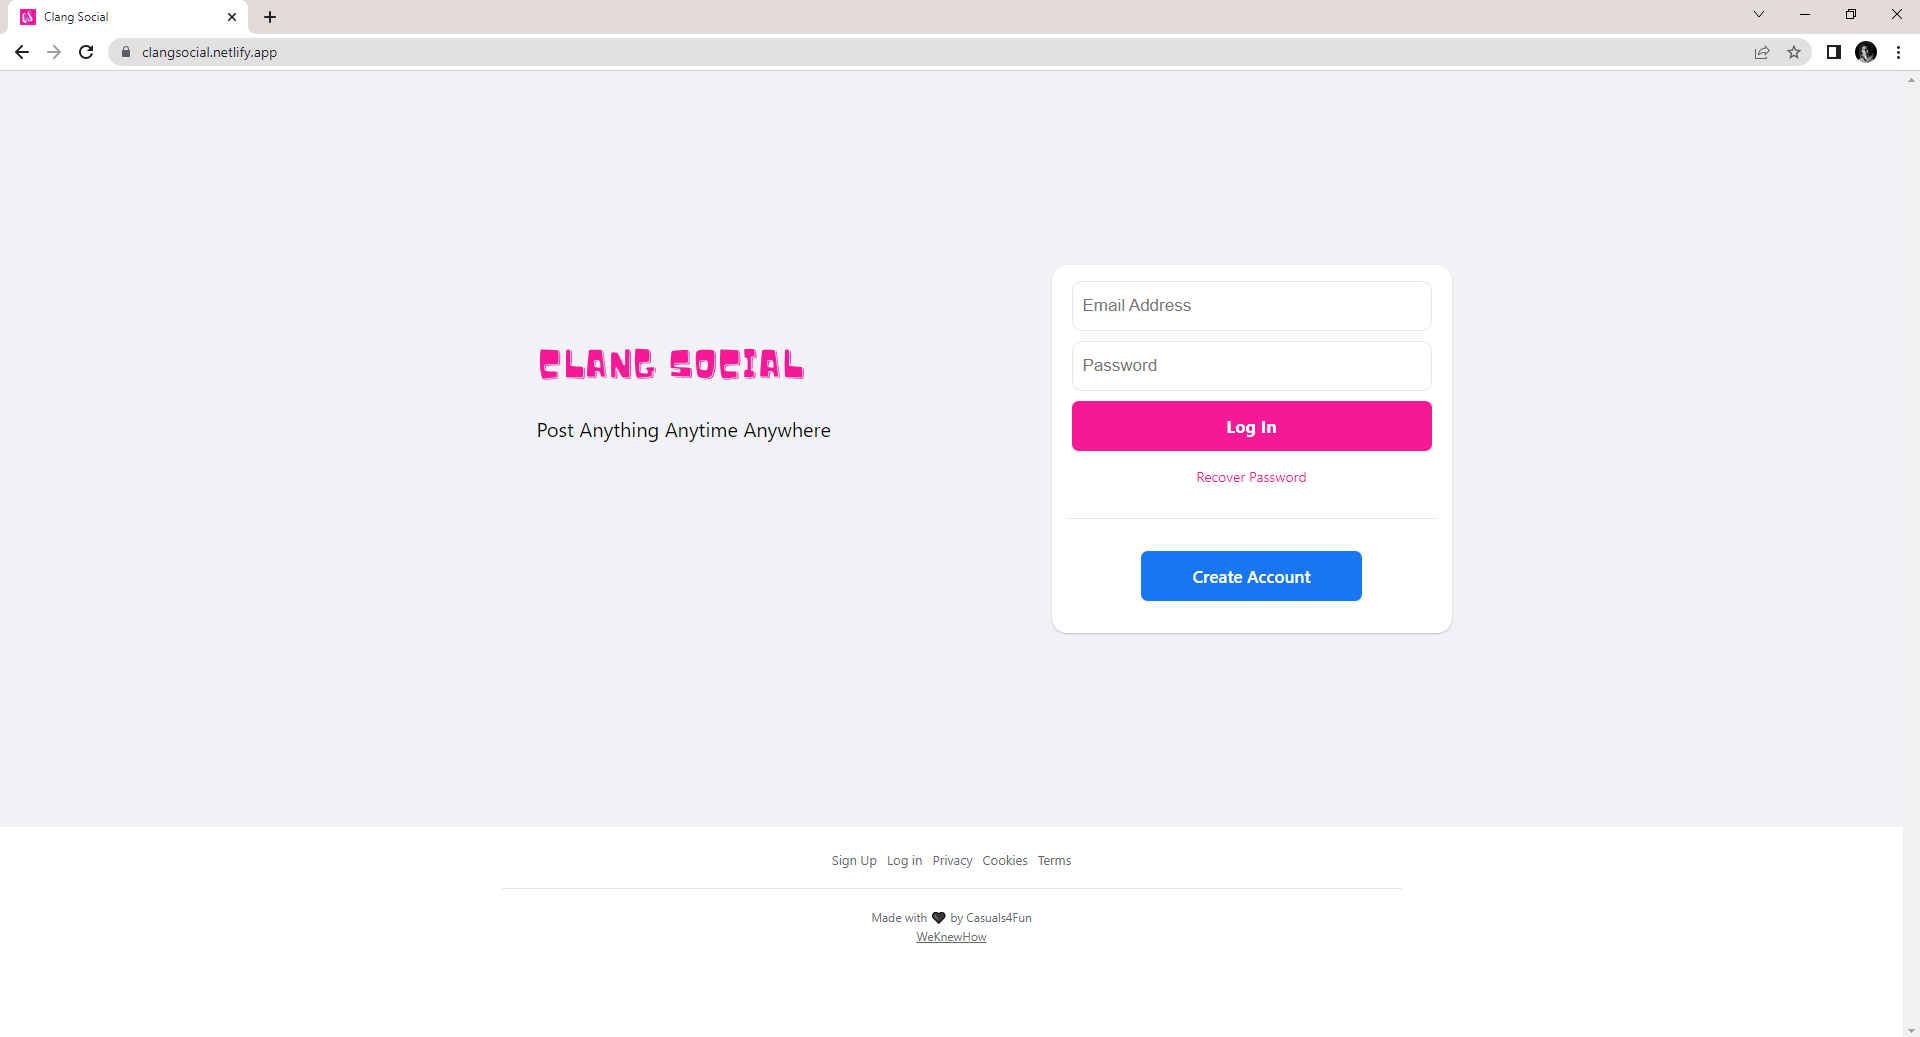 Clang Social
clangsocial.netlify.app
CLANG SOCIAL
Post Anything Anytime Anywhere
Email Address
Password
Log In
Recover Password
Create Account
Sign Up Log in Privacy Cookies Terms
Made with 🖤 by Casuals4Fun
WeKnewHow